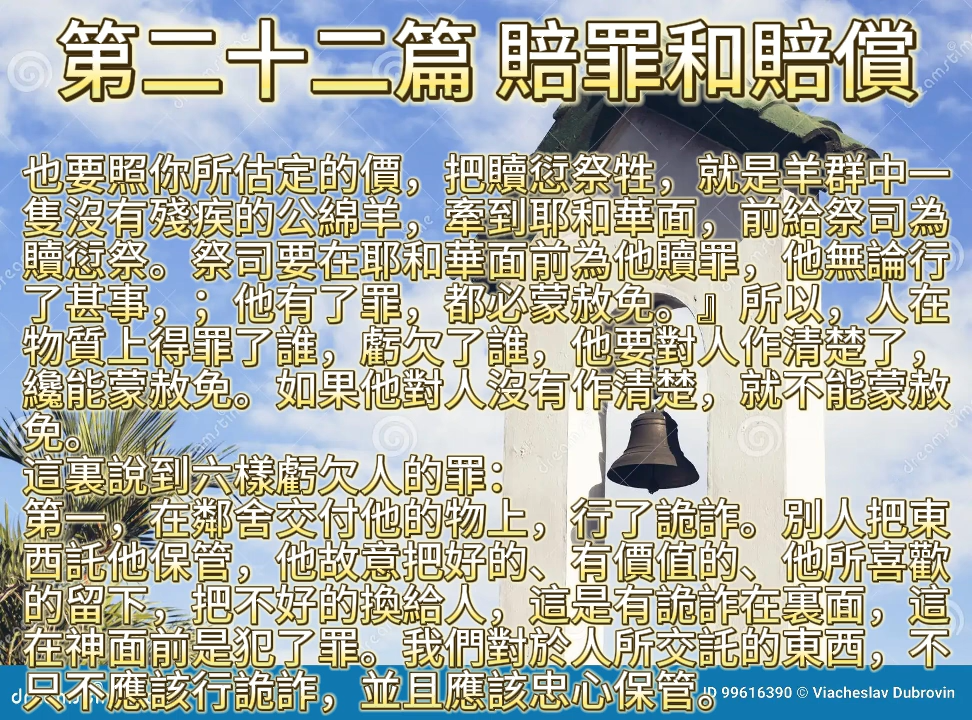 第二十二篇 賠罪和賠償
也要照你所估定的價，把贖愆祭牲，就是羊群中一
隻沒有殘疾的公綿羊，牽到耶和華面，前給祭司為
贖愆祭。祭司要在耶和華面前為他贖罪，他無論行
了甚事，；他有了罪，都必蒙赦免。』所以，人在
物質上得罪了誰，虧欠了誰，他要對人作清楚了，
纔能蒙赦免。如果他對人沒有作清楚，就不能蒙赦
免。
這裏說到六樣虧欠人的罪：
第一，在鄰舍交付他的物上，行了詭詐。別人把東
西託他保管，他故意把好的、有價值的、他所喜歡
的留下，把不好的換給人，這是有詭詐在裏面，這
在神面前是犯了罪。我們對於人所交託的東西，不
只不應該行詭詐，並且應該忠心保管。
ID 99616390 © Viacheslav Dubrovin